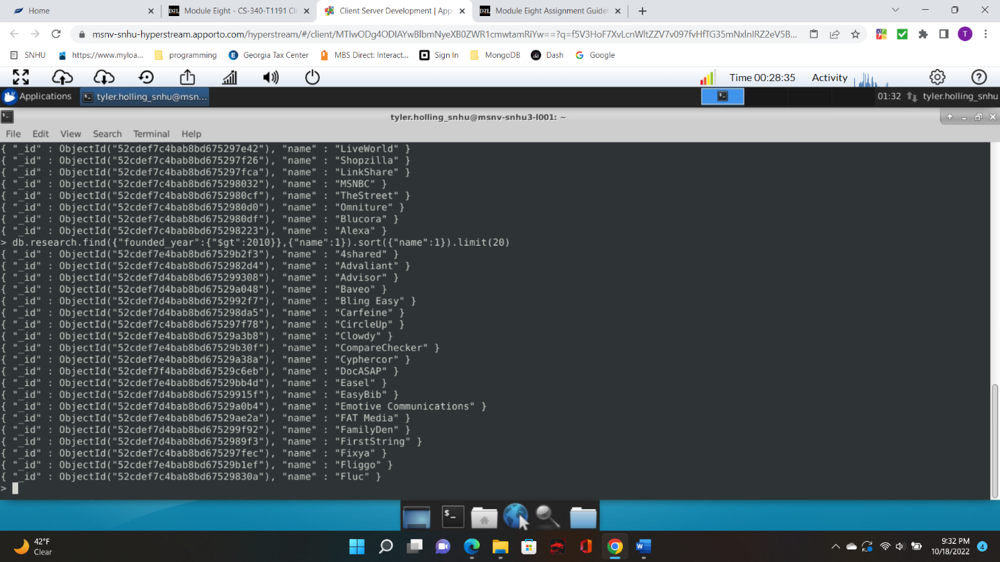 Home
Module Eight - CS-340-T1191 Cli
Client Server Development | Appo
Module Eight Assignment Guidel
msnv-snhu-hyperstream.apporto.com/hyperstream/#/client/MTIwODg4ODIAYwBlbmNyeXB0ZWR1cmwtamRiYw==?q=f5V3HoF7XvLcnWltZZV7v097fvHfTG35mNxlnlRZ2eV5B...
T
SNHU
https://www.myloa...
programming
Georgia Tax Center
MBS Direct: Interact...
Sign In
MongoDB
Dash
Google
Time 00:28:35
Activity
Applications
tyler.holling_snhu@msn...
01:32
tyler.holling_snhu
tyler.holling_snhu@msnv-snhu3-l001: ~
File Edit View Search Terminal Help
{ "_id" : ObjectId("52cdef7c4bab8bd675297e42"), "name" : "LiveWorld" }
{ "_id" : ObjectId("52cdef7c4bab8bd675297f26"), "name" : "Shopzilla" }
{ "_id" : ObjectId("52cdef7c4bab8bd675297fca"), "name" : "LinkShare" }
{ "_id" : ObjectId("52cdef7c4bab8bd675298032"), "name" : "MSNBC" }
{ "_id" : ObjectId("52cdef7c4bab8bd6752980cf"), "name" : "TheStreet" }
{ "_id" : ObjectId("52cdef7c4bab8bd6752980d0"), "name" : "Omniture" }
{ "_id" : ObjectId("52cdef7c4bab8bd6752980df"), "name" : "Blucora" }
{ "_id" : ObjectId("52cdef7c4bab8bd675298223"), "name" : "Alexa" }
> db.research.find({"founded_year":{"$gt":2010}},{"name":1}).sort({"name":1}).limit(20)
{ "_id" : ObjectId("52cdef7e4bab8bd67529b2f3"), "name" : "4shared" }
{ "_id" : ObjectId("52cdef7c4bab8bd6752982d4"), "name" : "Advaliant" }
{ "_id" : ObjectId("52cdef7d4bab8bd675299308"), "name" : "Advisor" }
{ "_id" : ObjectId("52cdef7d4bab8bd67529a048"), "name" : "Baveo" }
{ "_id" : ObjectId("52cdef7d4bab8bd6752992f7"), "name" : "Bling Easy" }
{ "_id" : ObjectId("52cdef7d4bab8bd675298da5"), "name" : "Carfeine" }
{ "_id" : ObjectId("52cdef7c4bab8bd675297f78"), "name" : "CircleUp" }
{ "_id" : ObjectId("52cdef7e4bab8bd67529a3b8"), "name" : "Clowdy" }
{ "_id" : ObjectId("52cdef7e4bab8bd67529b30f"), "name" : "CompareChecker" }
{ "_id" : ObjectId("52cdef7e4bab8bd67529a38a"), "name" : "Cyphercor" }
{ "_id" : ObjectId("52cdef7f4bab8bd67529c6eb"), "name" : "DocASAP" }
{ "_id" : ObjectId("52cdef7e4bab8bd67529bb4d"), "name" : "Easel" }
{ "_id" : ObjectId("52cdef7d4bab8bd67529915f"), "name" : "EasyBib" }
{ "_id" : ObjectId("52cdef7d4bab8bd67529a0b4"), "name" : "Emotive Communications" }
{ "_id" : ObjectId("52cdef7e4bab8bd67529ae2a"), "name" : "FAT Media" }
{ "_id" : ObjectId("52cdef7d4bab8bd675299f92"), "name" : "FamilyDen" }
{ "_id" : ObjectId("52cdef7d4bab8bd6752989f3"), "name" : "FirstString" }
{ "_id" : ObjectId("52cdef7c4bab8bd675297fec"), "name" : "Fixya" }
{ "_id" : ObjectId("52cdef7e4bab8bd67529b1ef"), "name" : "Fliggo" }
{ "_id" : ObjectId("52cdef7c4bab8bd67529830a"), "name" : "Fluc" }
>
42°F
Clear
9:32 PM
10/18/2022
4